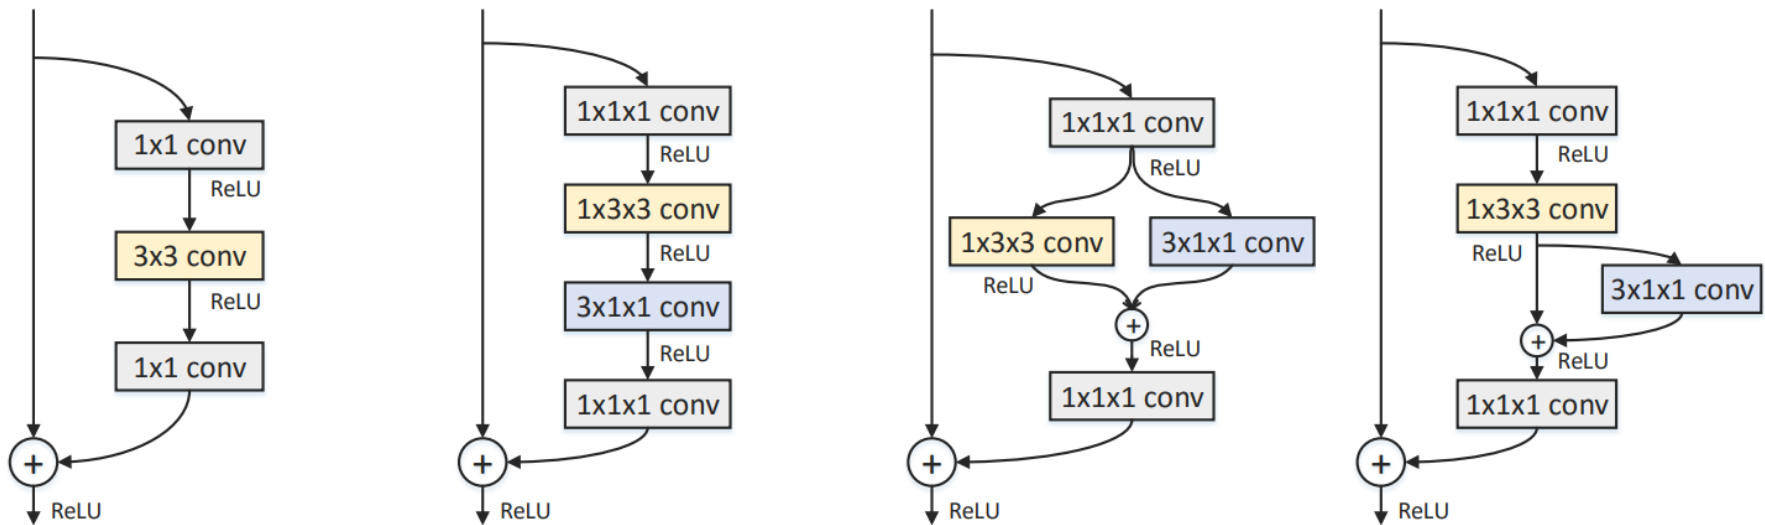 1x1 conv
ReLU
3x3 conv
ReLU
1x1 conv
+
ReLU
1x1x1 conv
ReLU
1x3x3 conv
ReLU
3x1x1 conv
ReLU
1x1x1 conv
+
ReLU
1x1x1 conv
ReLU
1x3x3 conv
3x1x1 conv
ReLU
+
ReLU
1x1x1 conv
+
ReLU
1x1x1 conv
ReLU
1x3x3 conv
ReLU
3x1x1 conv
+
ReLU
1x1x1 conv
+
ReLU